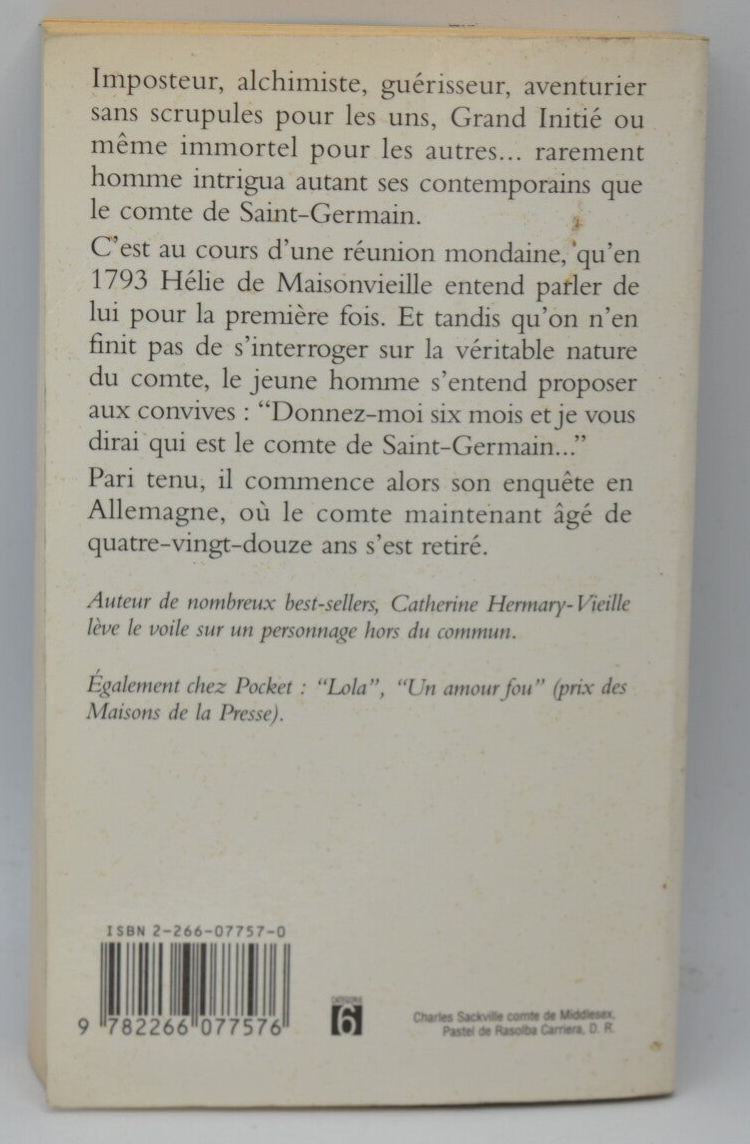 Imposteur, alchimiste, guérisseur, aventurier
sans scrupules pour les uns, Grand Initié ou
même immortel pour les autres... rarement
homme intrigua autant ses contemporains que
le comte de Saint-Germain.
C’est au cours d’une réunion mondaine, qu’en
1793 Hélie de Maisonvieille entend parler de
lui pour la première fois. Et tandis qu’on n’en
finit pas de s’interroger sur la véritable nature
du comte, le jeune homme s’entend proposer
aux convives : “Donnez-moi six mois et je vous
dirai qui est le comte de Saint-Germain...”
Pari tenu, il commence alors son enquête en
Allemagne, où le comte maintenant âgé de
quatre-vingt-douze ans s’est retiré.
Auteur de nombreux best-sellers, Catherine Hermary-Vieille
lève le voile sur un personnage hors du commun.
Également chez Pocket : “Lola”, “Un amour fou” (prix des
Maisons de la Presse).
ISBN 2-266-07757-0
9 782266 077576
CATÉGORIE
6
Charles Sackville comte de Middlesex,
Pastel de Rasolba Carriera, D. R.